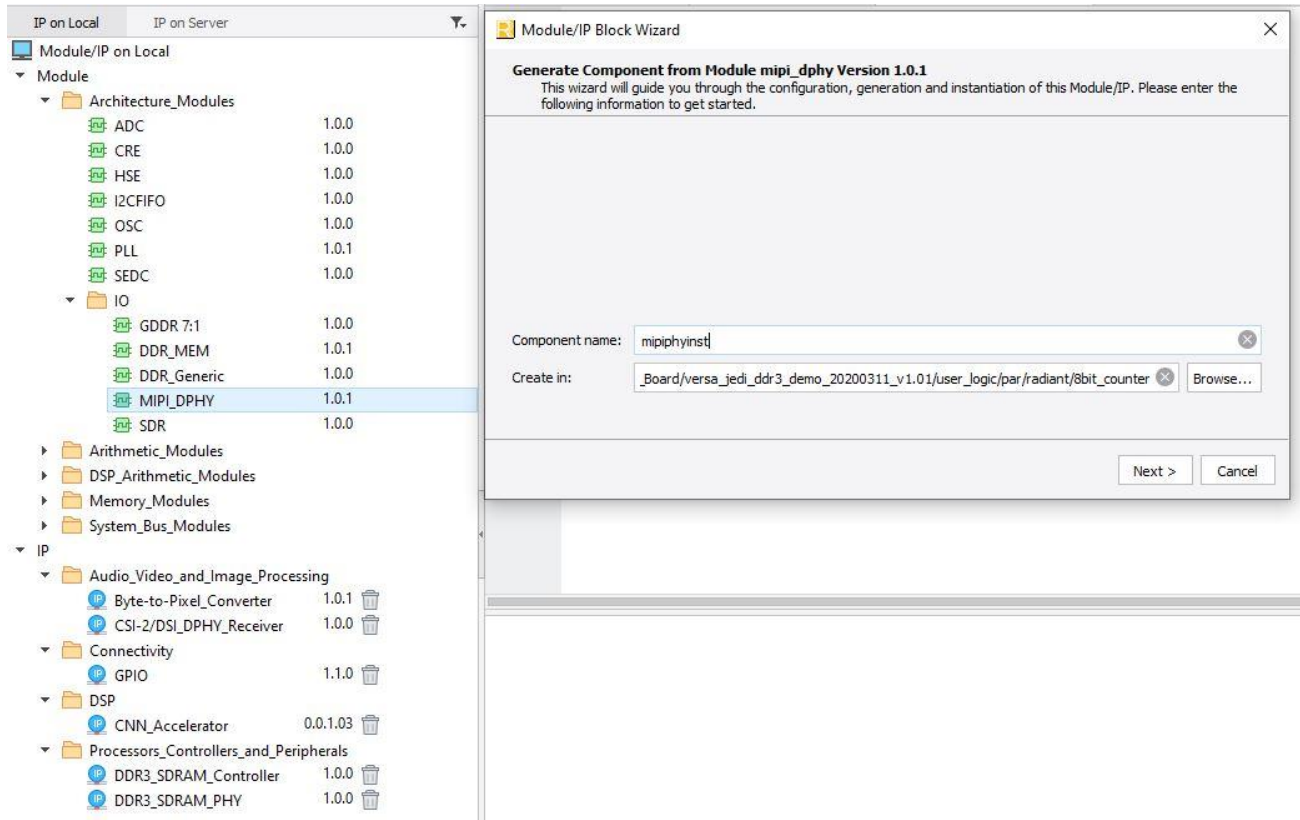 IP on Local IP on Server
Module/IP on Local
Module
Architecture_Modules
ADC 1.0.0
CRE 1.0.0
HSE 1.0.0
I2CFIFO 1.0.0
OSC 1.0.0
PLL 1.0.1
SEDC 1.0.0
IO
GDDR 7:1 1.0.0
DDR_MEM 1.0.1
DDR_Generic 1.0.0
MIPI_DPHY 1.0.1
SDR 1.0.0
Arithmetic_Modules
DSP_Arithmetic_Modules
Memory_Modules
System_Bus_Modules
IP
Audio_Video_and_Image_Processing
Byte-to-Pixel_Converter 1.0.1
CSI-2/DSI_DPHY_Receiver 1.0.0
Connectivity
GPIO 1.1.0
DSP
CNN_Accelerator 0.0.1.03
Processors_Controllers_and_Peripherals
DDR3_SDRAM_Controller 1.0.0
DDR3_SDRAM_PHY 1.0.0
Module/IP Block Wizard
Generate Component from Module mipi_dphy Version 1.0.1
This wizard will guide you through the configuration, generation and instantiation of this Module/IP. Please enter the
following information to get started.
Component name: mipiphyinst
Create in: _Board/versa_jedi_ddr3_demo_20200311_v1.01/user_logic/par/radiant/8bit_counter Browse...
Next > Cancel